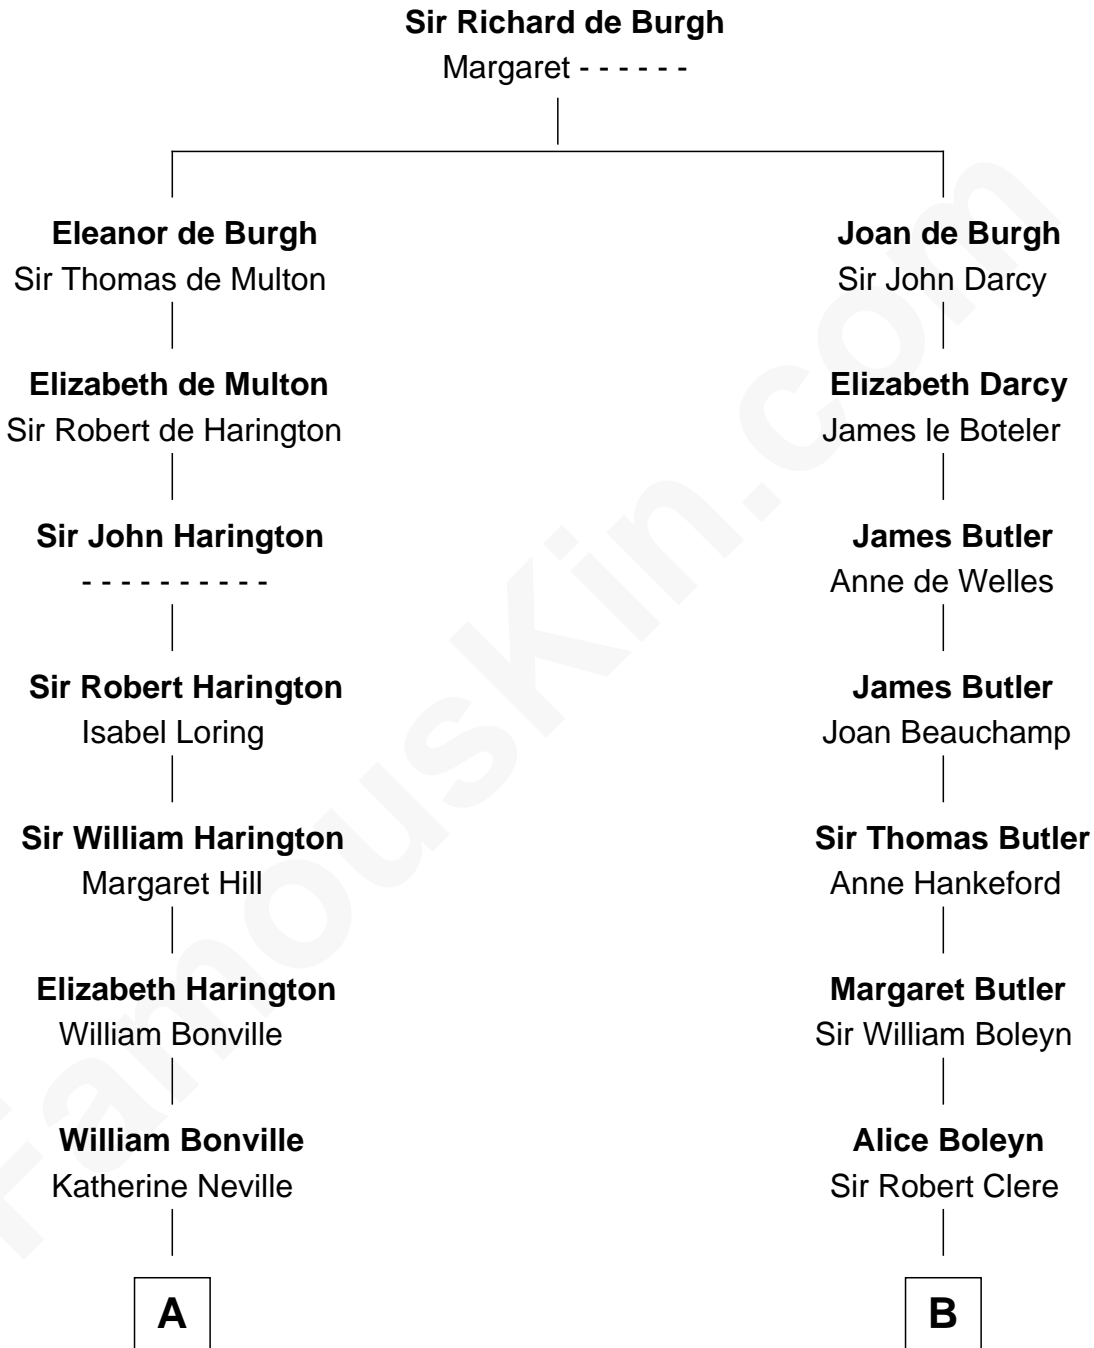 Sir Richard de Burgh
Margaret - - - - - -
Eleanor de Burgh
Sir Thomas de Multon
Joan de Burgh
Sir John Darcy
Elizabeth de Multon
Sir Robert de Harington
Elizabeth Darcy
James le Boteler
Sir John Harington
- - - - - - - - - -
James Butler
Anne de Welles
Sir Robert Harington
Isabel Loring
James Butler
Joan Beauchamp
Sir William Harington
Margaret Hill
Sir Thomas Butler
Anne Hankeford
Elizabeth Harington
William Bonville
Margaret Butler
Sir William Boleyn
William Bonville
Katherine Neville
Alice Boleyn
Sir Robert Clere
A
B
FamousKin.com